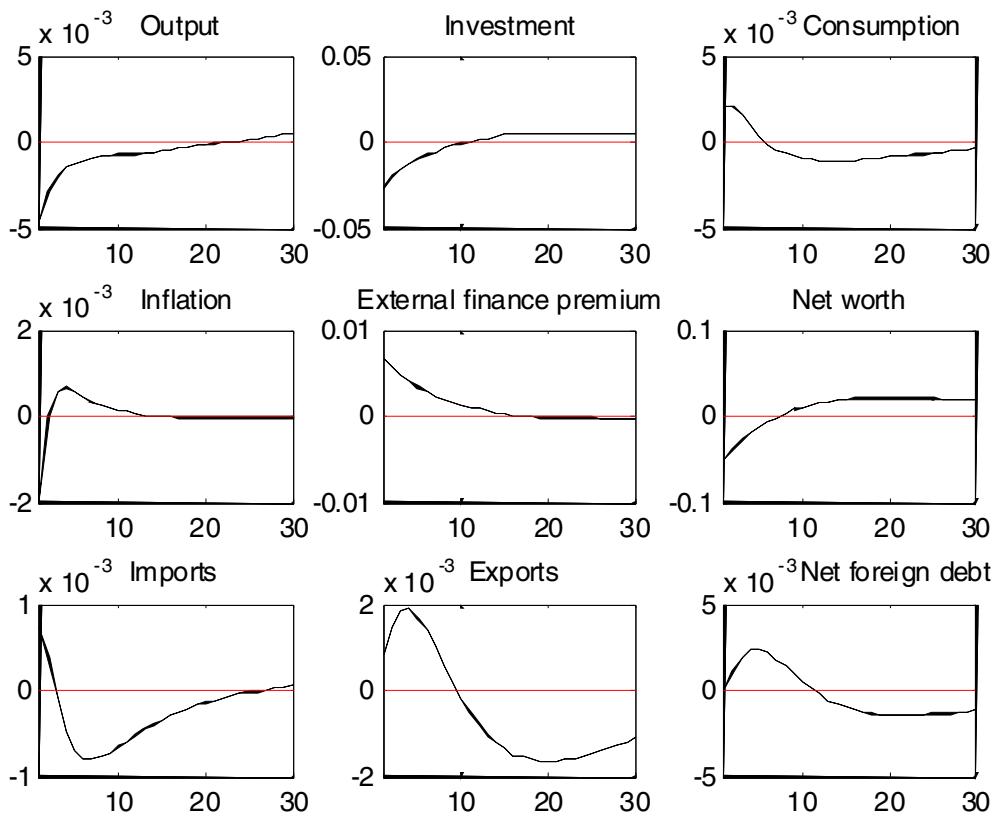 x 10 -3 Output
5
0
-5
10 20 30
Investment
0.05
0
-0.05
10 20 30
x 10 -3 Consumption
5
0
-5
10 20 30
x 10 -3 Inflation
2
0
-2
10 20 30
External finance premium
0.01
0
-0.01
10 20 30
Net worth
0.1
0
-0.1
10 20 30
x 10 -3 Imports
1
0
-1
10 20 30
x 10 -3 Exports
2
0
-2
10 20 30
x 10 -3 Net foreign debt
5
0
-5
10 20 30